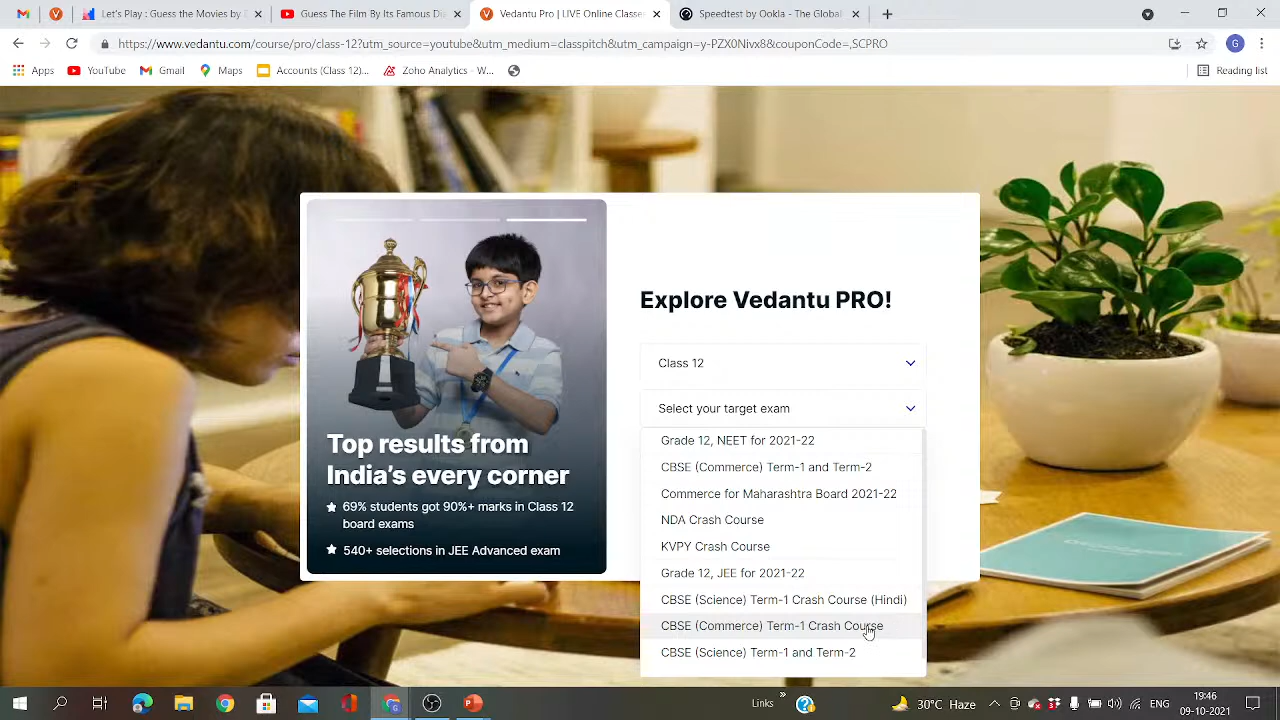 Let's Play: Guess the Movies by E
Guess The Film By Its Famous Di
Vedantu Pro | LIVE Online Classe
Speedtest by Ookla - The Global
https://www.vedantu.com/course/pro/class-12?utm_source=youtube&utm_medium=classpitch&utm_campaign=y-PZX0Nivx8&couponCode=,SCPRO
G
Apps
YouTube
Gmail
Maps
Accounts (Class 12)...
Zoho Analytics - W...
Reading list
Top results from
India's every corner
69% students got 90%+ marks in Class 12
board exams
540+ selections in JEE Advanced exam
Explore Vedantu PRO!
Class 12
Select your target exam
Grade 12, NEET for 2021-22
CBSE (Commerce) Term-1 and Term-2
Commerce for Maharashtra Board 2021-22
NDA Crash Course
KVPY Crash Course
Grade 12, JEE for 2021-22
CBSE (Science) Term-1 Crash Course (Hindi)
CBSE (Commerce) Term-1 Crash Course
CBSE (Science) Term-1 and Term-2
Links
30°C Haze
ENG
19:46
09-10-2021